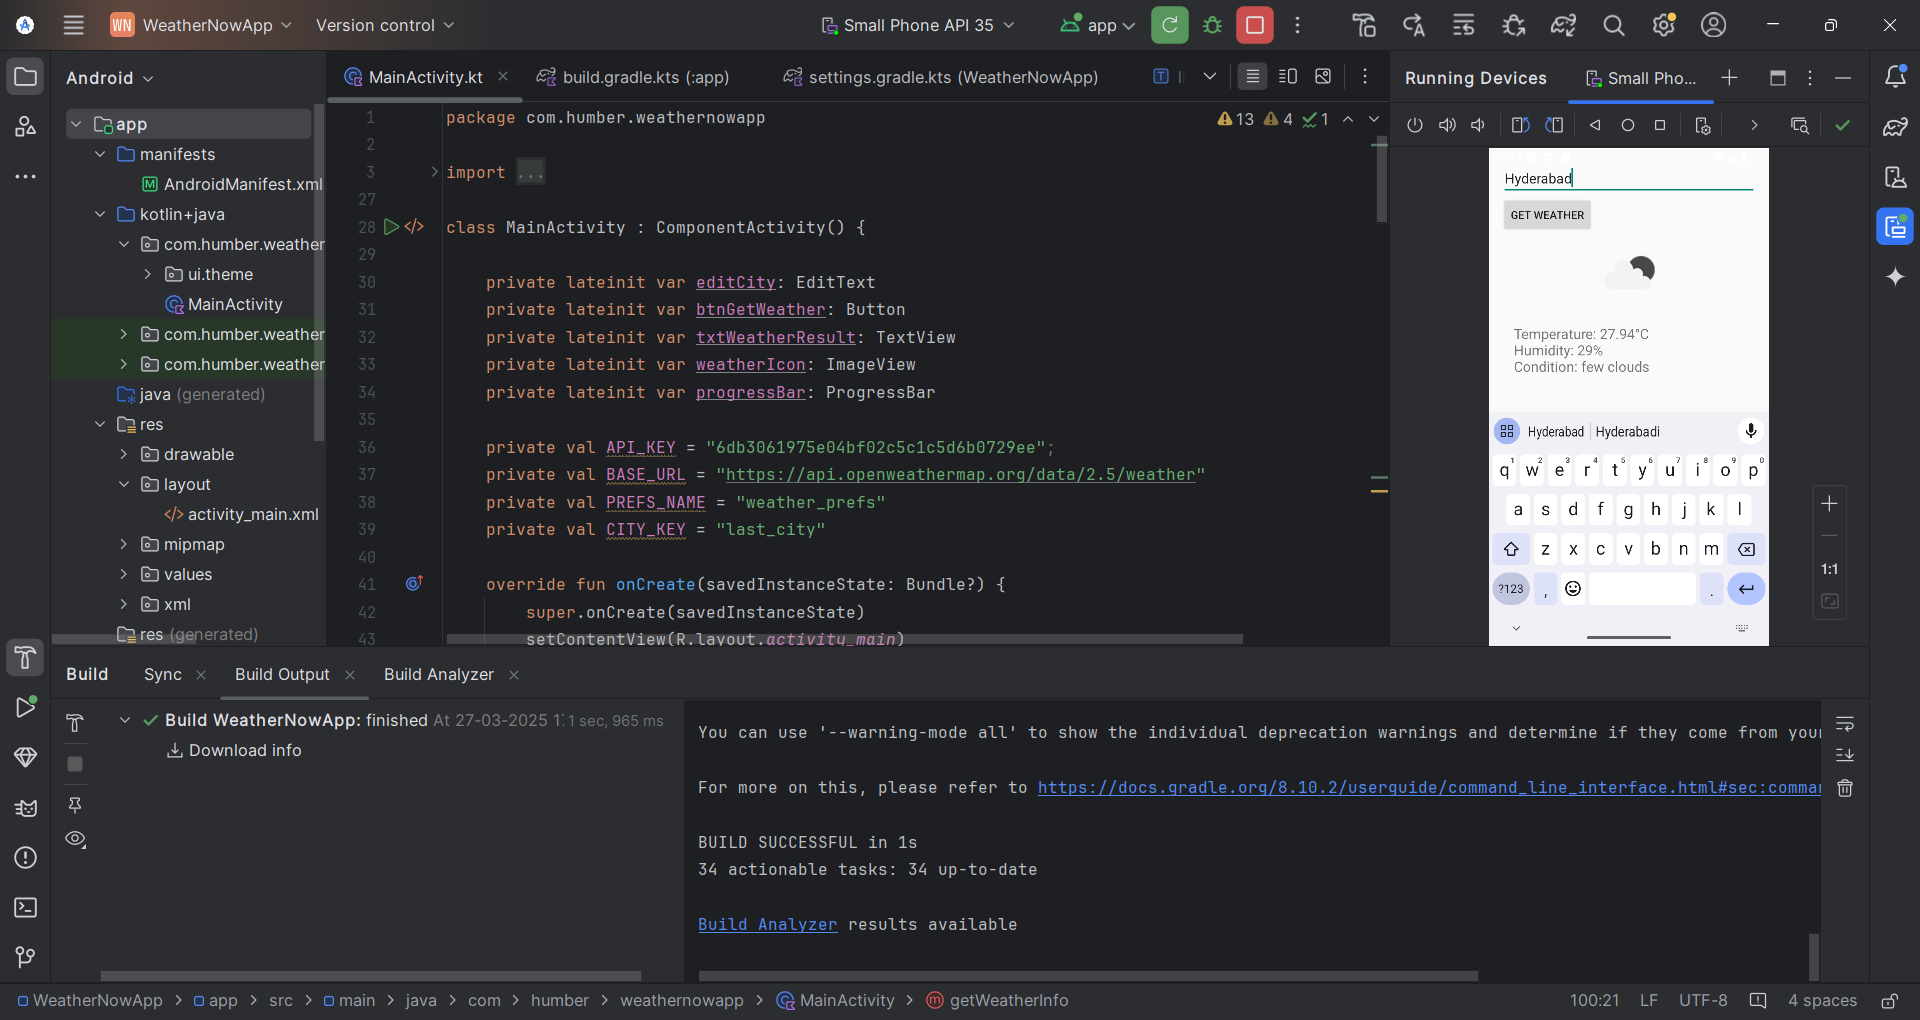 WN WeatherNowApp Version control Small Phone API 35 app
Android
app
manifests
AndroidManifest.xml
kotlin+java
com.humber.weather
ui.theme
MainActivity
com.humber.weather
com.humber.weather
java (generated)
res
drawable
layout
activity_main.xml
mipmap
values
xml
res (generated)
MainActivity.kt build.gradle.kts (:app) settings.gradle.kts (WeatherNowApp)
13 4 1
1 package com.humber.weathernowapp
2
3 import ...
27
28 class MainActivity : ComponentActivity() {
29
30 private lateinit var editCity: EditText
31 private lateinit var btnGetWeather: Button
32 private lateinit var txtWeatherResult: TextView
33 private lateinit var weatherIcon: ImageView
34 private lateinit var progressBar: ProgressBar
35
36 private val API_KEY = "6db3061975e04bf02c5c1c5d6b0729ee";
37 private val BASE_URL = "https://api.openweathermap.org/data/2.5/weather"
38 private val PREFS_NAME = "weather_prefs"
39 private val CITY_KEY = "last_city"
40
41 override fun onCreate(savedInstanceState: Bundle?) {
42 super.onCreate(savedInstanceState)
43 setContentView(R.layout.activity_main)
Running Devices Small Pho...
Hyderabad
GET WEATHER
Temperature: 27.94°C
Humidity: 29%
Condition: few clouds
Hyderabad Hyderabadi
q1 w2 e3 r4 t5 y6 u7 i8 o9 p0
a s d f g h j k l
z x c v b n m
?123 , .
1:1
Build Sync Build Output Build Analyzer
Build WeatherNowApp: finished At 27-03-2025 1 1 sec, 965 ms
Download info
You can use '--warning-mode all' to show the individual deprecation warnings and determine if they come from your
For more on this, please refer to https://docs.gradle.org/8.10.2/userguide/command_line_interface.html#sec:comma
BUILD SUCCESSFUL in 1s
34 actionable tasks: 34 up-to-date
Build Analyzer results available
WeatherNowApp > app > src > main > java > com > humber > weathernowapp > MainActivity > getWeatherInfo
100:21 LF UTF-8 4 spaces